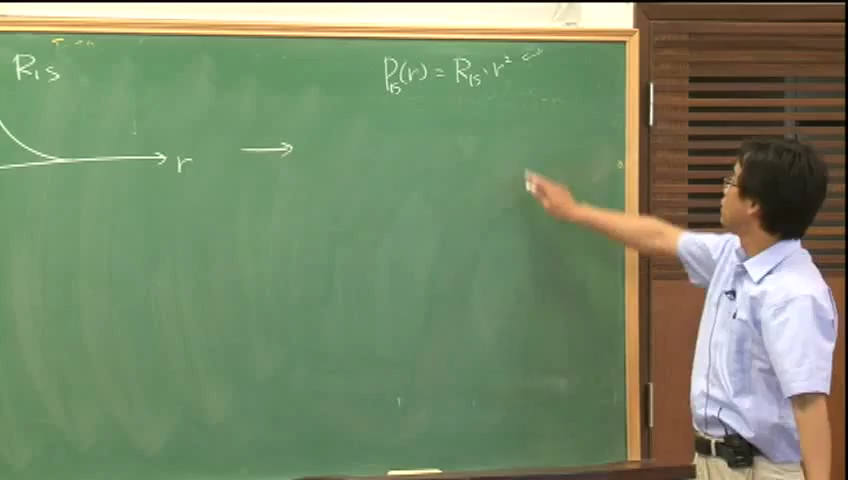 R1s
P1s(r) = R1s · r²
r